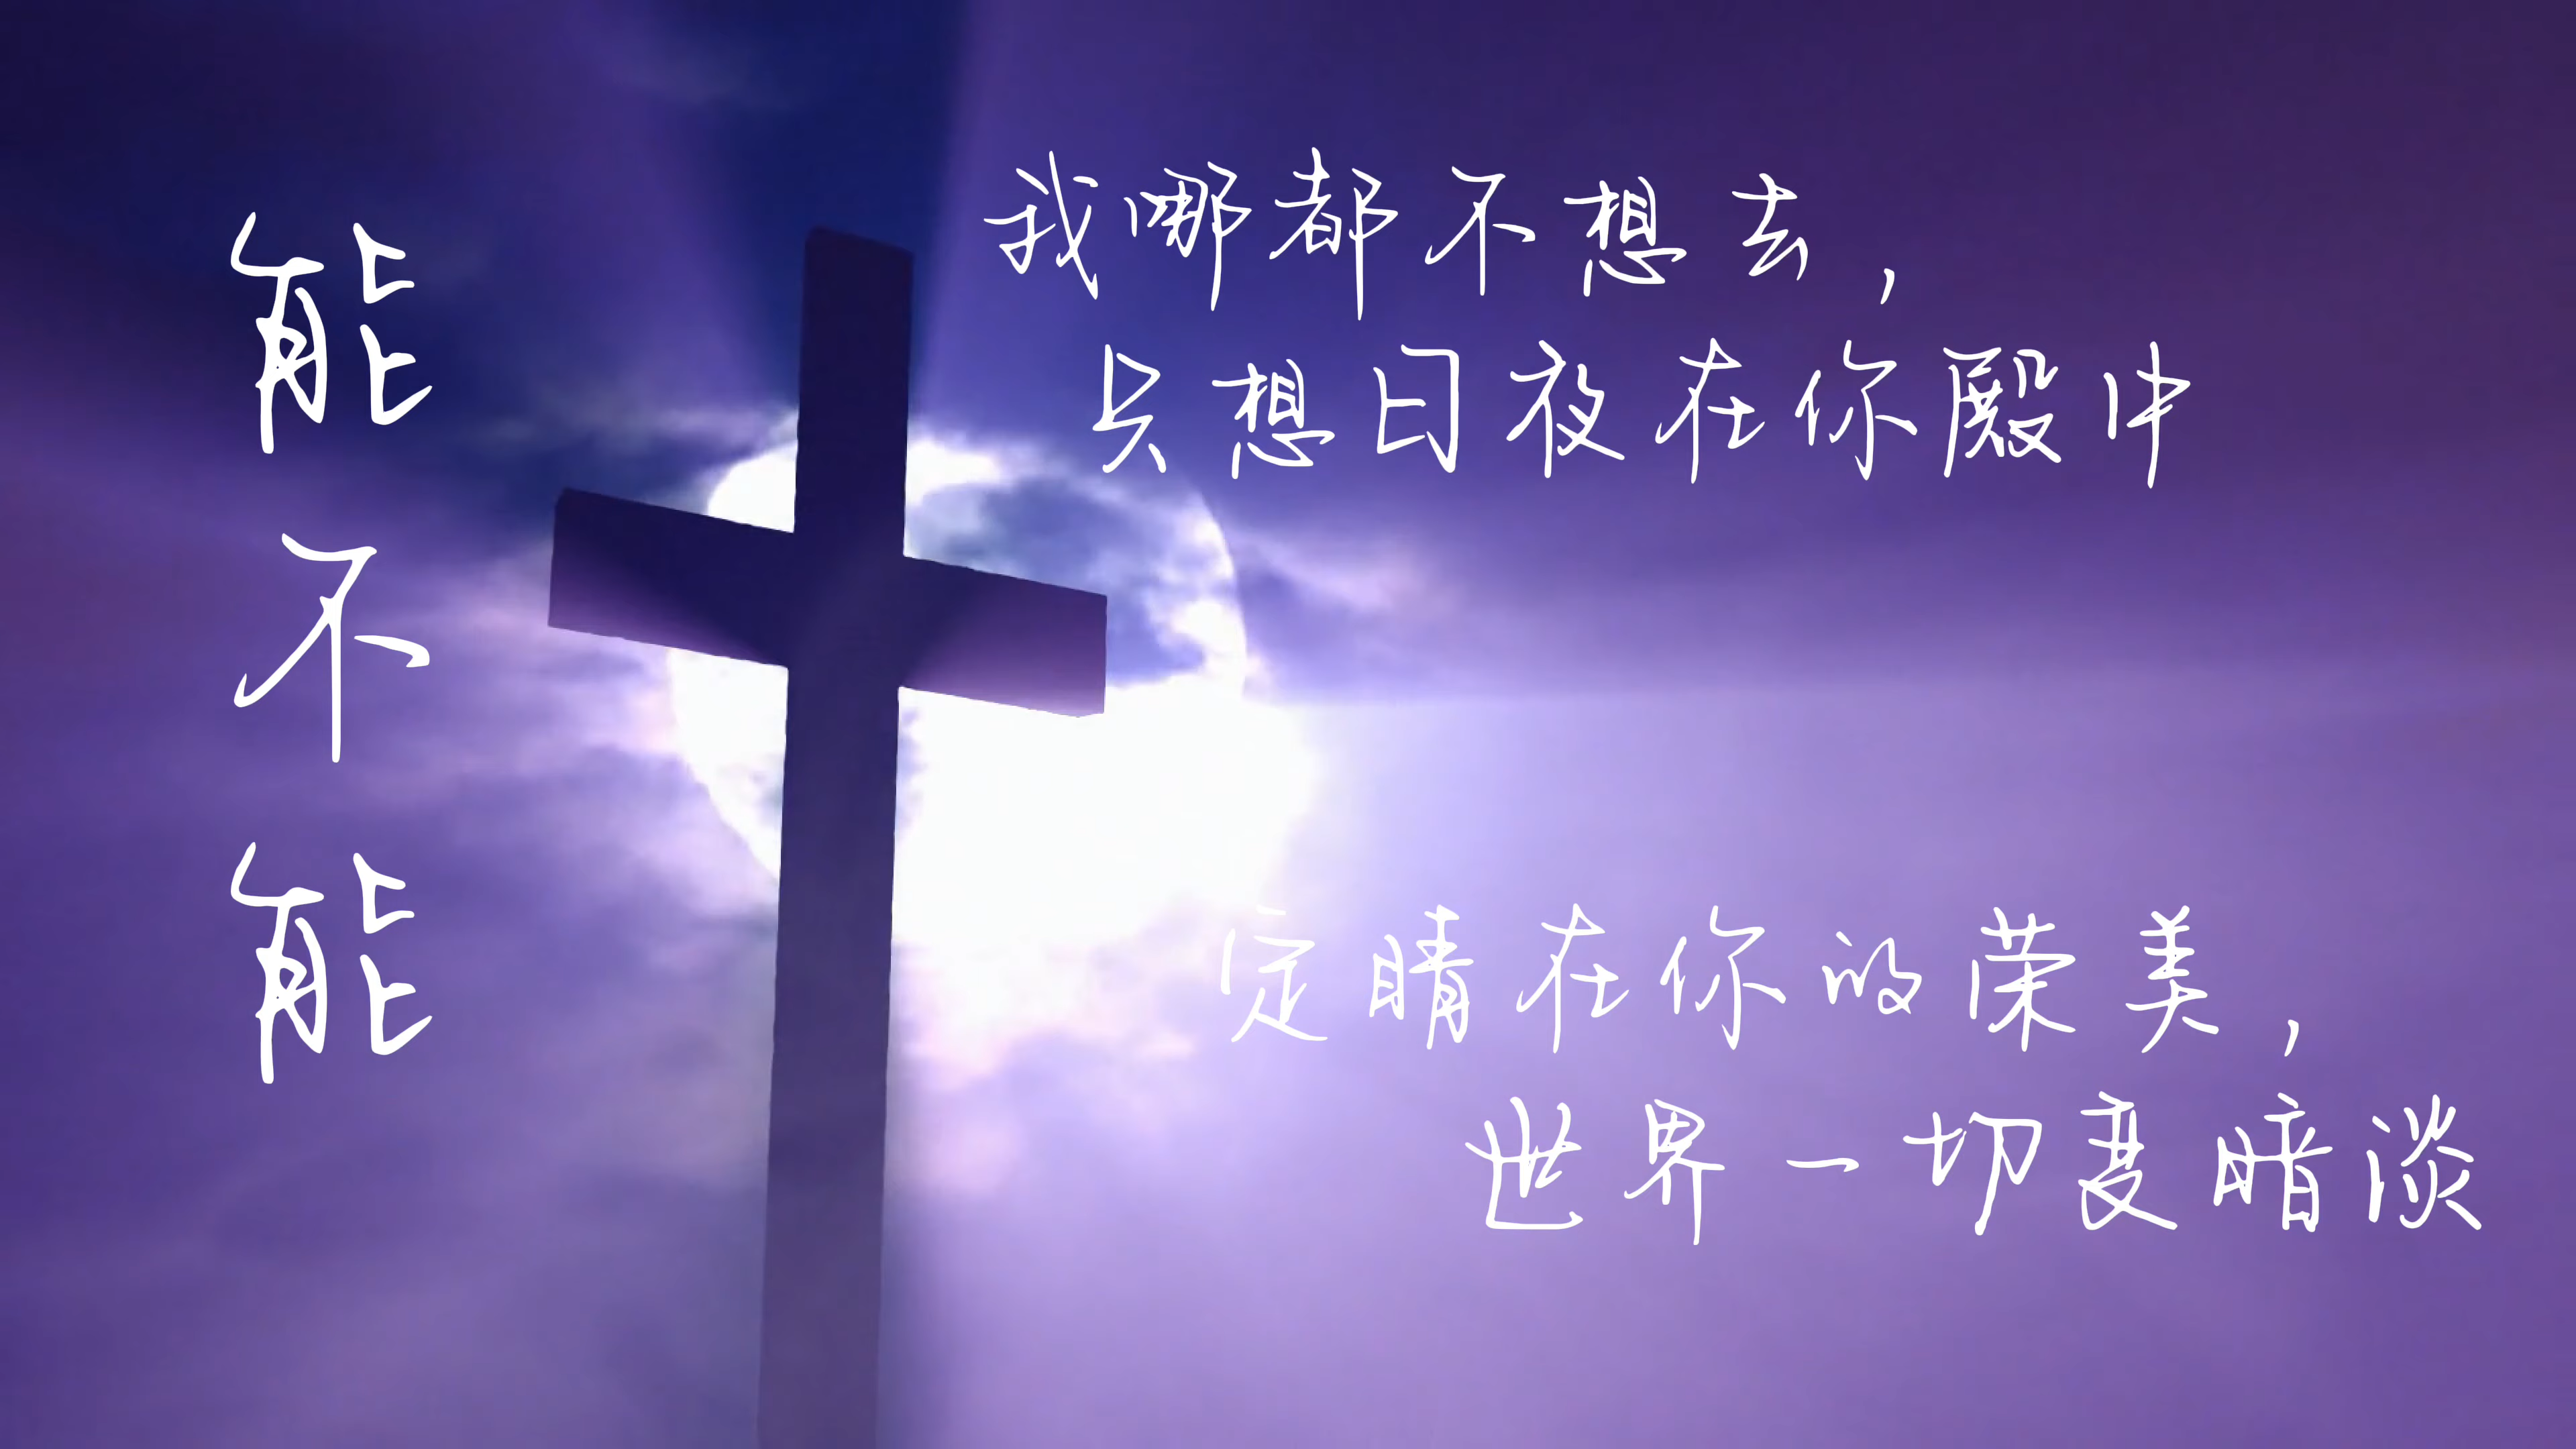 能不能
我哪都不想去，
只想日夜在你殿中
定睛在你的荣美，
世界一切变暗淡